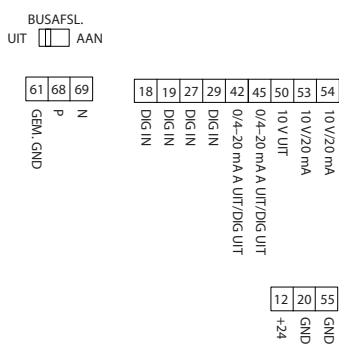 BUSAFSL.
UIT AAN
61 68 69
GEM. GND
P
N
18 19 27 29 42 45 50 53 54
DIG IN
DIG IN
DIG IN
DIG IN
0/4–20 mA A UIT/DIG UIT
0/4–20 mA A UIT/DIG UIT
10 V UIT
10 V/20 mA
10 V/20 mA
12 20 55
+24
GND
GND